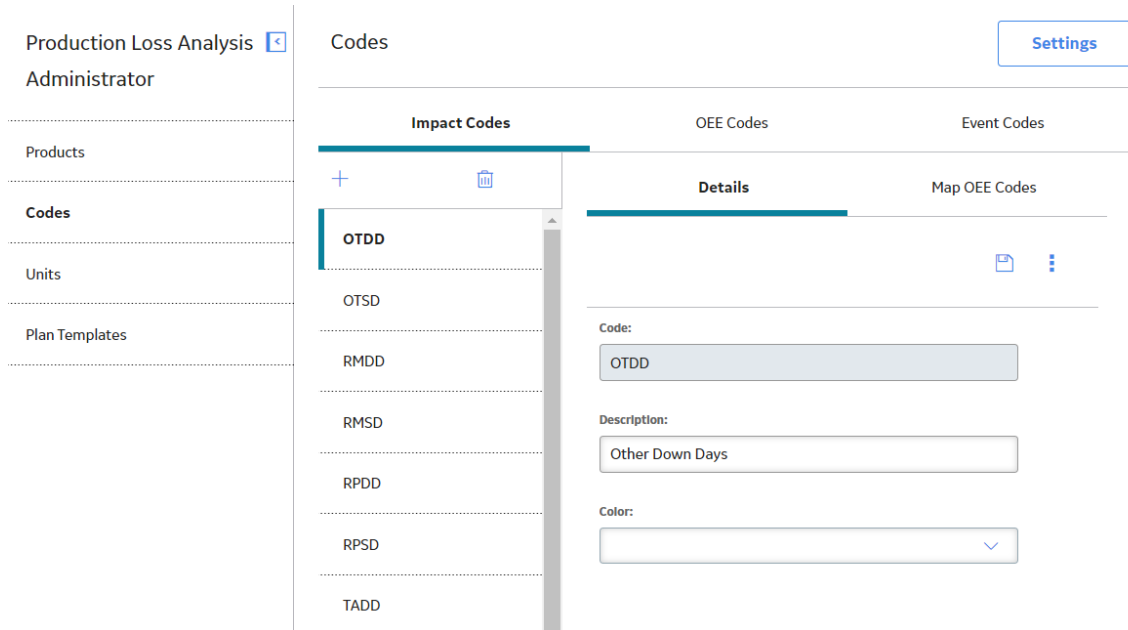 Production Loss Analysis
Administrator
Products
Codes
Units
Plan Templates
Codes
Settings
Impact Codes
OEE Codes
Event Codes
OTDD
OTSD
RMDD
RMSD
RPDD
RPSD
TADD
Details
Map OEE Codes
Code:
OTDD
Description:
Other Down Days
Color: